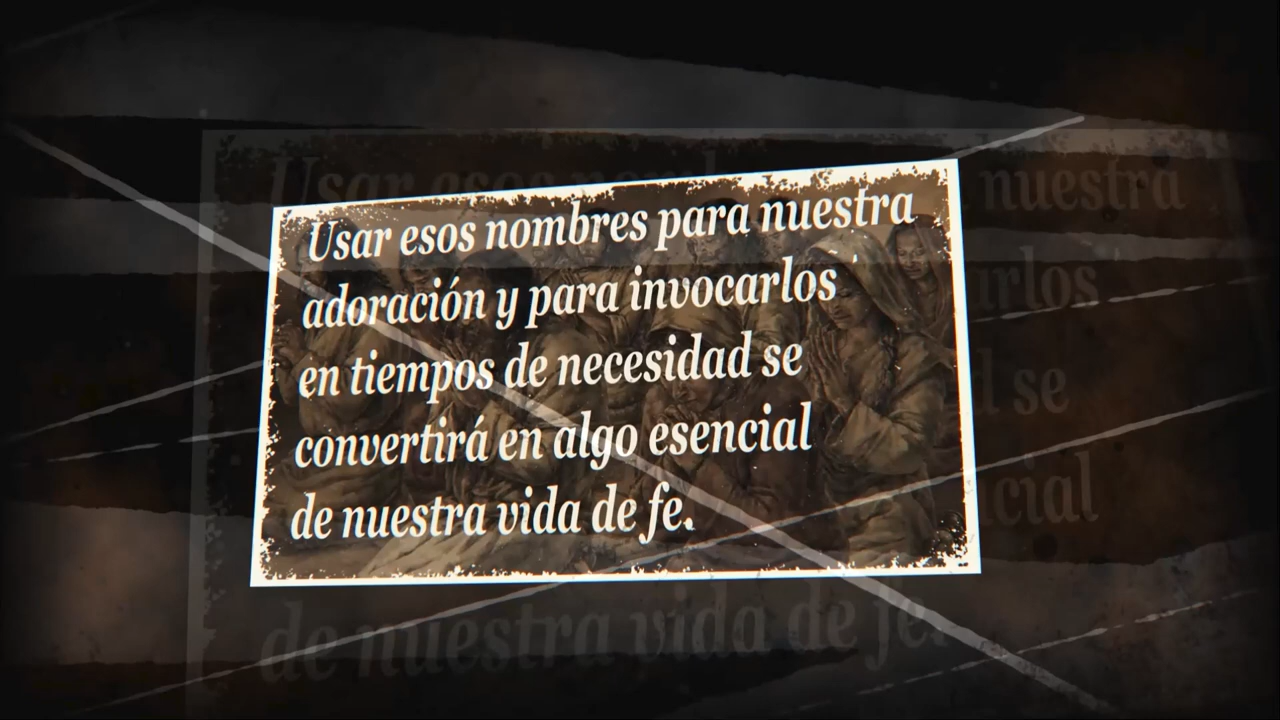 Usar esos nombres para nuestra
adoración y para invocarlos
en tiempos de necesidad se
convertirá en algo esencial
de nuestra vida de fe.